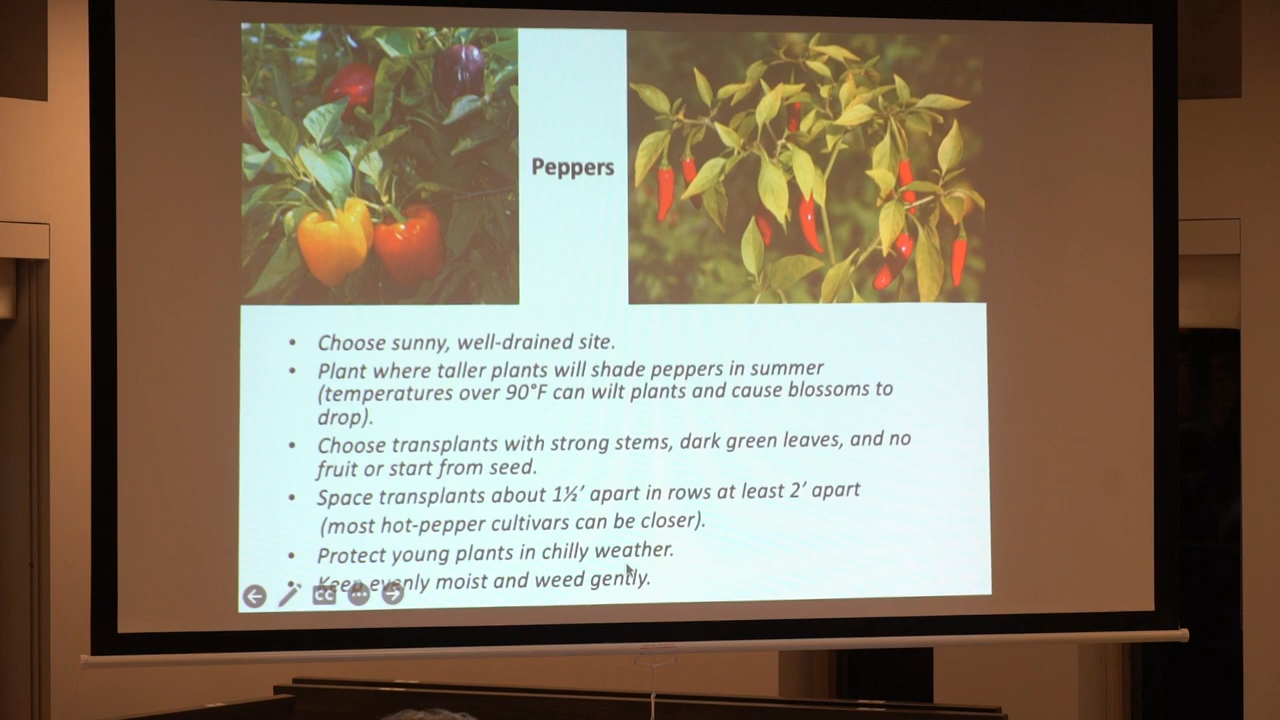 Peppers
• Choose sunny, well-drained site.
• Plant where taller plants will shade peppers in summer
(temperatures over 90°F can wilt plants and cause blossoms to
drop).
• Choose transplants with strong stems, dark green leaves, and no
fruit or start from seed.
• Space transplants about 1½’ apart in rows at least 2’ apart
(most hot-pepper cultivars can be closer).
• Protect young plants in chilly weather.
• Keep evenly moist and weed gently.
CC